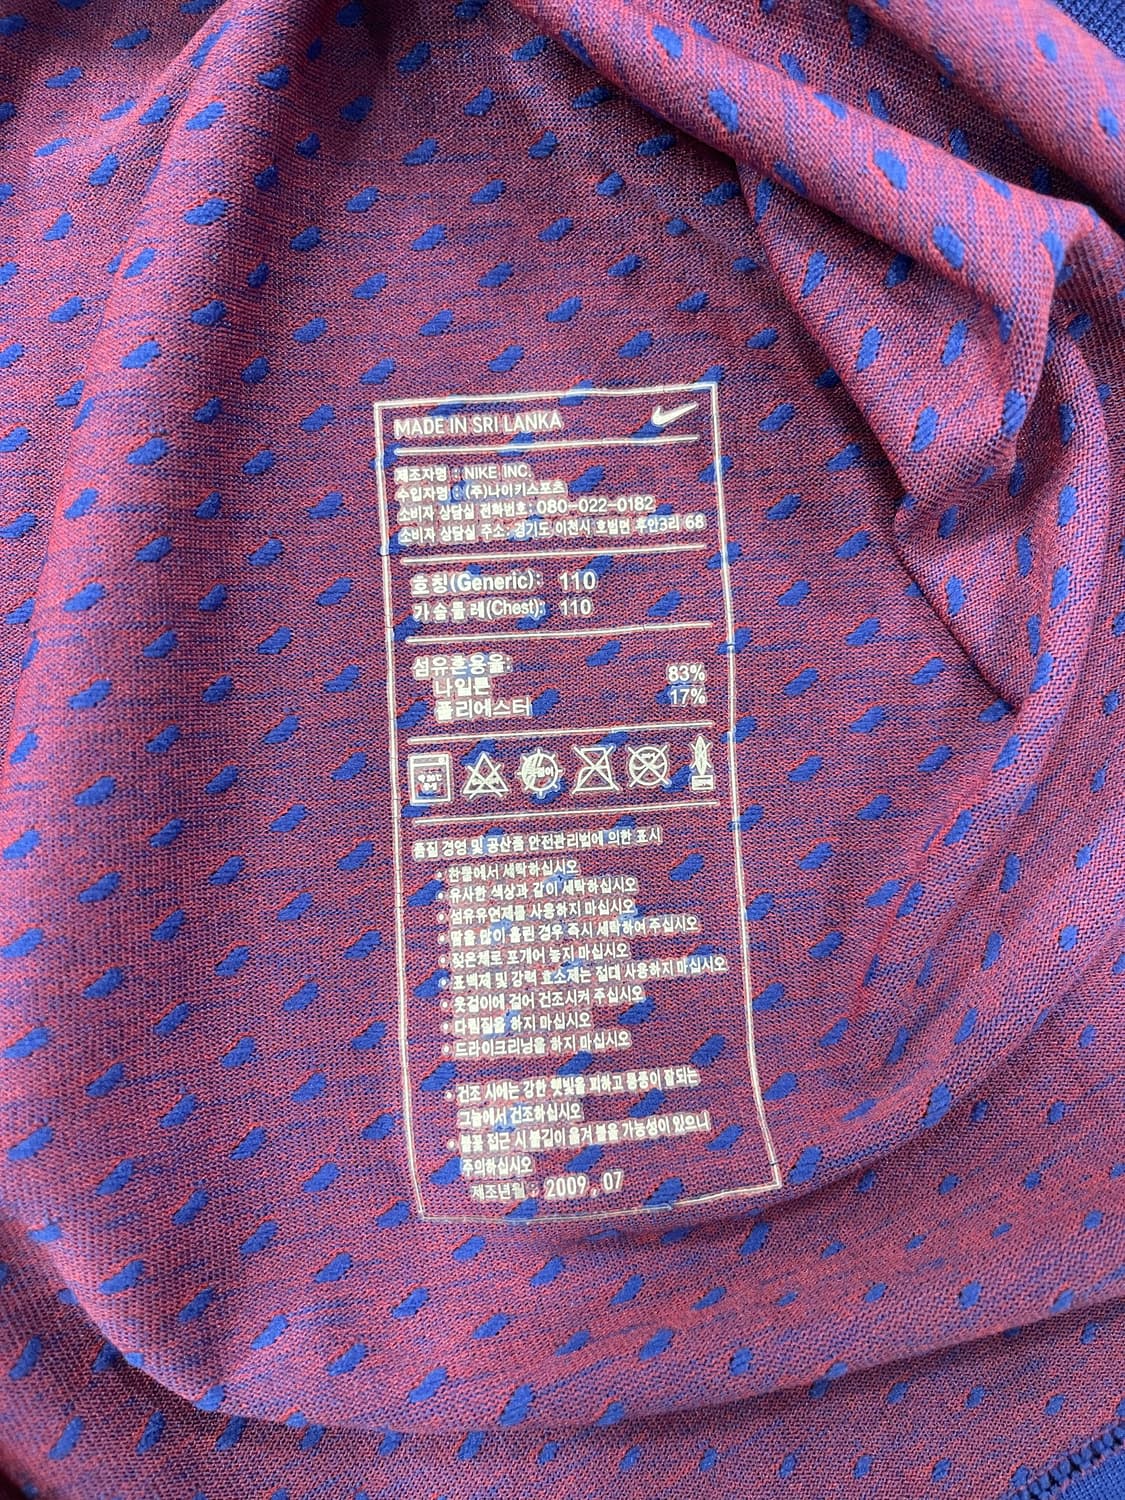 MADE IN SRI LANKA
제조자명 : NIKE INC.
수입자명 : (주)나이키스포츠
소비자 상담실 전화번호: 080-022-0182
소비자 상담실 주소: 경기도 이천시 호법면 후안3리 68
호칭(Generic): 110
가슴둘레(Chest): 110
섬유혼용율:
나일론 83%
폴리에스터 17%
품질 경영 및 공산품 안전관리법에 의한 표시
• 찬물에서 세탁하십시오
• 유사한 색상과 같이 세탁하십시오
• 섬유유연제를 사용하지 마십시오
• 땀을 많이 흘린 경우 즉시 세탁하여 주십시오
• 젖은채로 포개어 놓지 마십시오
• 표백제 및 강력 효소제는 절대 사용하지 마십시오
• 옷걸이에 걸어 건조시켜 주십시오
• 다림질을 하지 마십시오
• 드라이크리닝을 하지 마십시오
• 건조 시에는 강한 햇빛을 피하고 통풍이 잘되는
그늘에서 건조하십시오
• 불꽃 접근 시 불길이 옮겨 붙을 가능성이 있으니
주의하십시오
제조년월 : 2009. 07